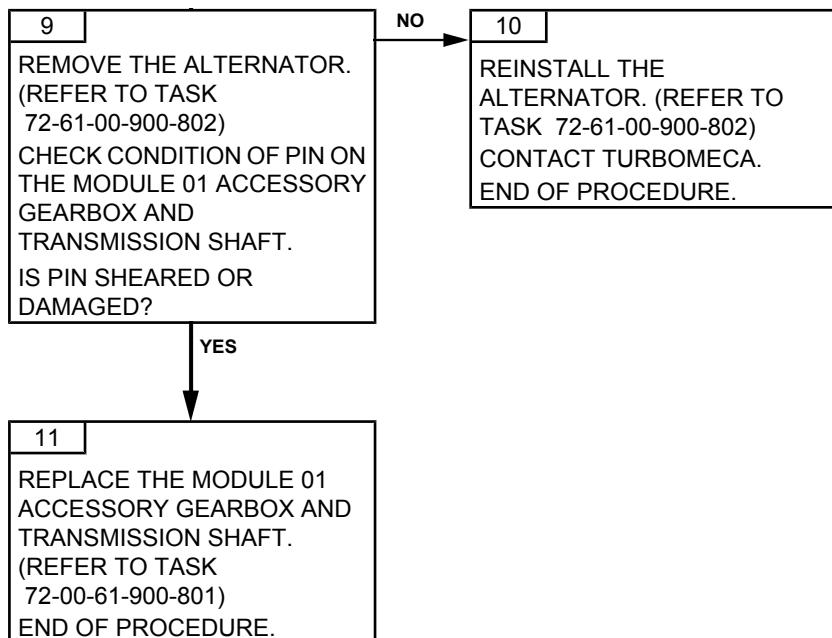 9
REMOVE THE ALTERNATOR.
(REFER TO TASK
72-61-00-900-802)
CHECK CONDITION OF PIN ON
THE MODULE 01 ACCESSORY
GEARBOX AND
TRANSMISSION SHAFT.
IS PIN SHEARED OR
DAMAGED?
NO
10
REINSTALL THE
ALTERNATOR. (REFER TO
TASK 72-61-00-900-802)
CONTACT TURBOMECA.
END OF PROCEDURE.
YES
11
REPLACE THE MODULE 01
ACCESSORY GEARBOX AND
TRANSMISSION SHAFT.
(REFER TO TASK
72-00-61-900-801)
END OF PROCEDURE.